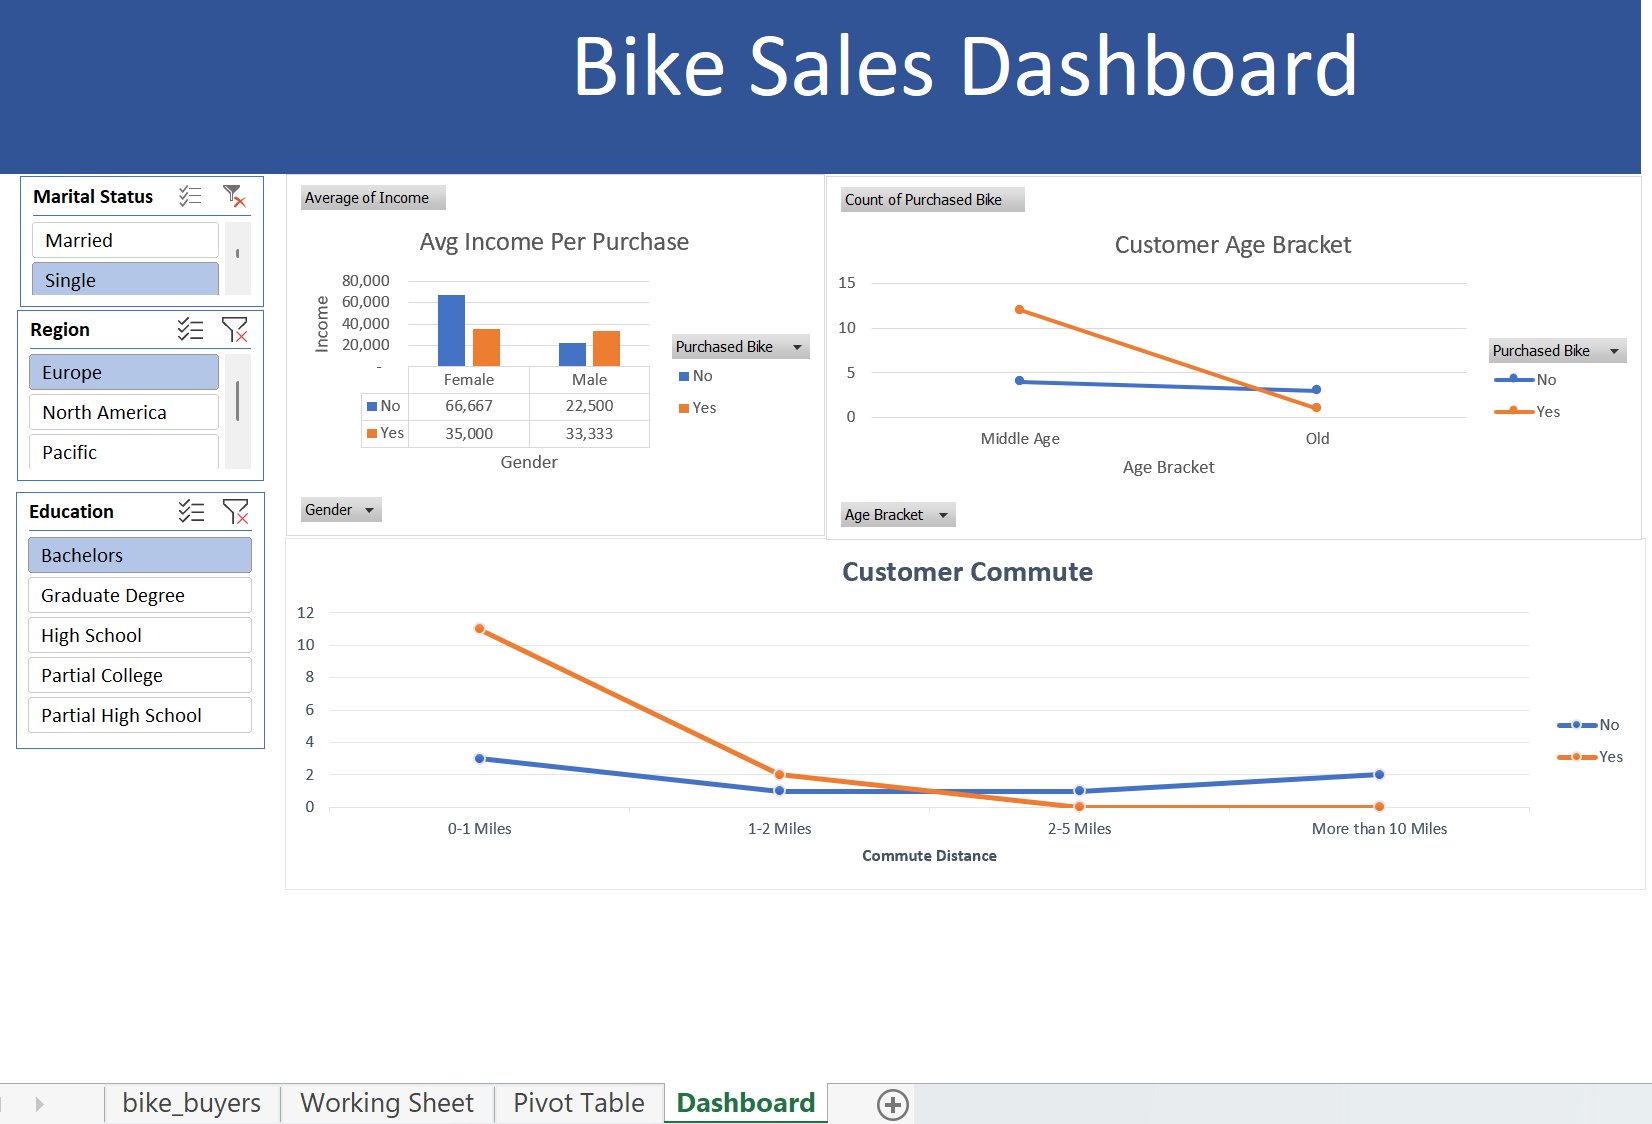 Bike Sales Dashboard
Marital Status
Married
Single
Region
Europe
North America
Pacific
Education
Bachelors
Graduate Degree
High School
Partial College
Partial High School
Average of Income
Avg Income Per Purchase
80,000
60,000
40,000
20,000
-
Income
Female Male
No 66,667 22,500
Yes 35,000 33,333
Gender
Purchased Bike
No
Yes
Gender
Count of Purchased Bike
Customer Age Bracket
15
10
5
0
Middle Age Old
Age Bracket
Purchased Bike
No
Yes
Age Bracket
Customer Commute
12
10
8
6
4
2
0
0-1 Miles 1-2 Miles 2-5 Miles More than 10 Miles
Commute Distance
No
Yes
bike_buyers Working Sheet Pivot Table Dashboard